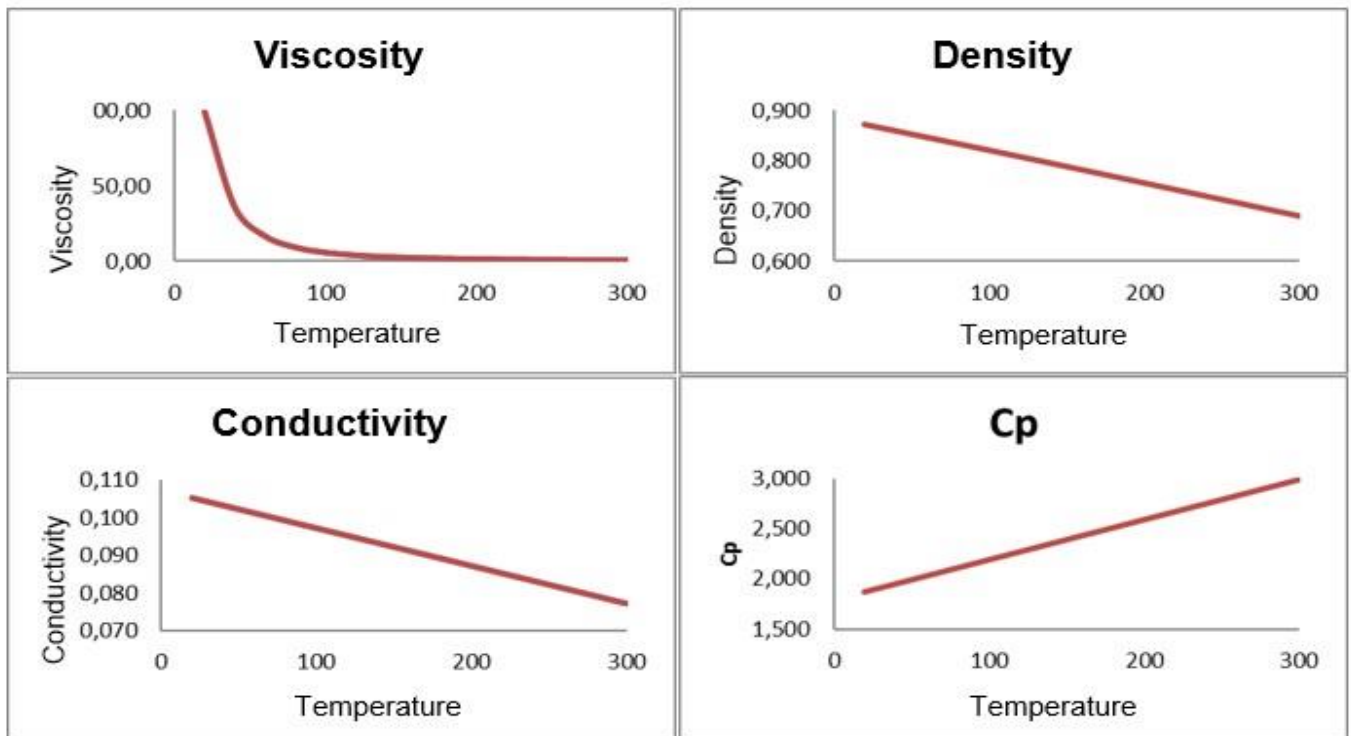 Viscosity
00,00
50,00
0,00
Viscosity
0
100
200
300
Temperature
Density
0,900
0,800
0,700
0,600
Density
0
100
200
300
Temperature
Conductivity
0,110
0,100
0,090
0,080
0,070
Conductivity
0
100
200
300
Temperature
Cp
3,000
2,500
2,000
1,500
Cp
0
100
200
300
Temperature